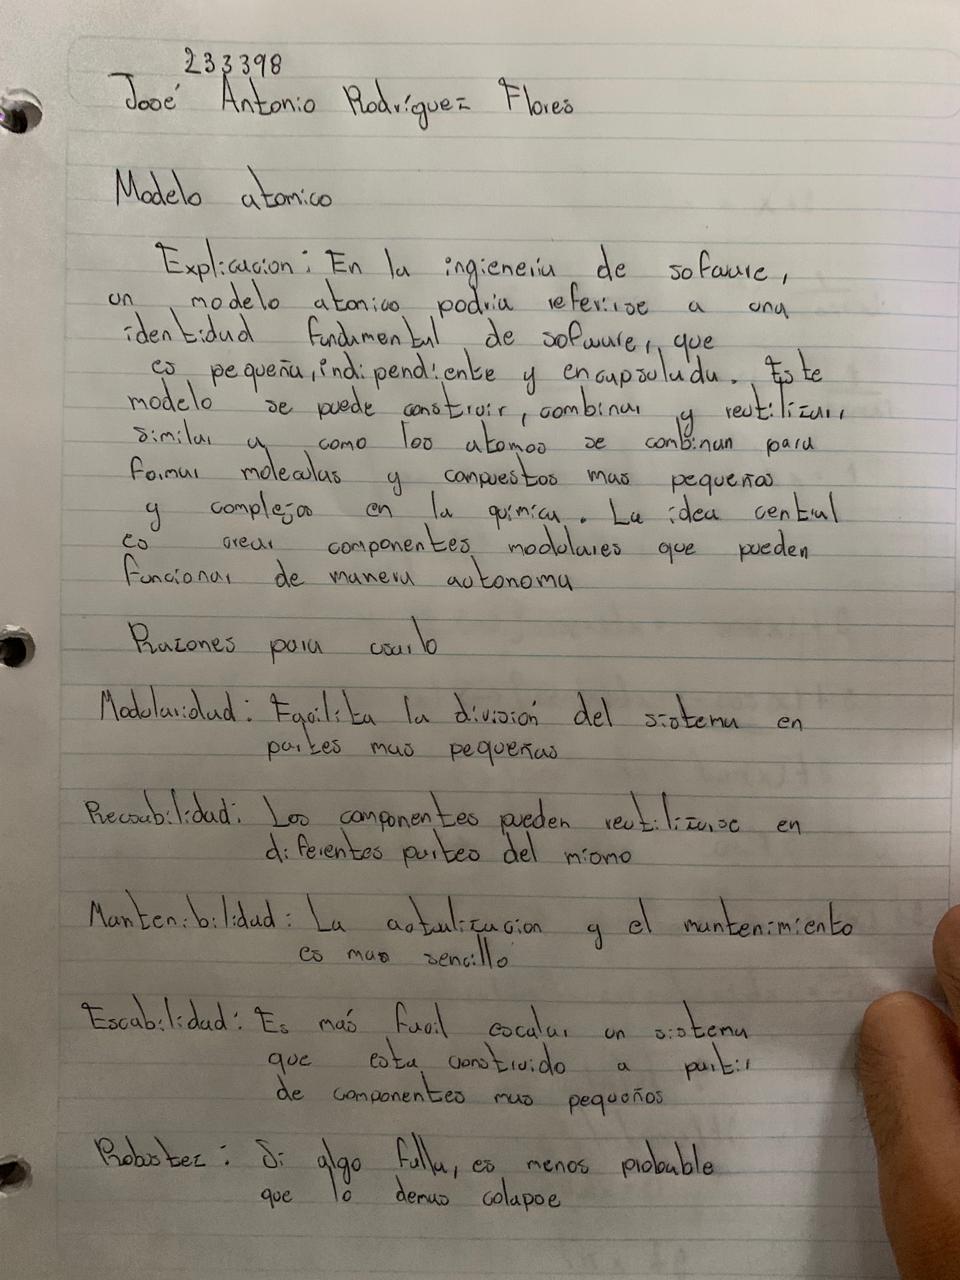 233398
José Antonio Rodríguez Flores
Modelo atomico
Explicacion: En la ingieneria de sofware,
un modelo atonico podria referirse a una
identidad fundamental de sofware, que
es pequeña, indipendiente y encapsulada. Este
modelo se puede construir, combinar y reutilizar,
similar a como los atomos se combinan para
formar moleculas y conpuestos mas pequeños
y complejos en la quimica. La idea central
es crear componentes modulares que pueden
funcionar de manera autonoma
Razones para usarlo
Modularidad: Facilita la división del sistema en
partes mas pequeñas
Reusabilidad: Los componentes pueden reutilizarse en
diferentes partes del mismo
Mantenibilidad: La actulizacion y el mantenimiento
es mas sencillo
Escabilidad: Es más facil escalar un sistema
que esta construido a partir
de componentes mas pequeños
Robustez: Si algo falla, es menos probable
que lo demas colapse